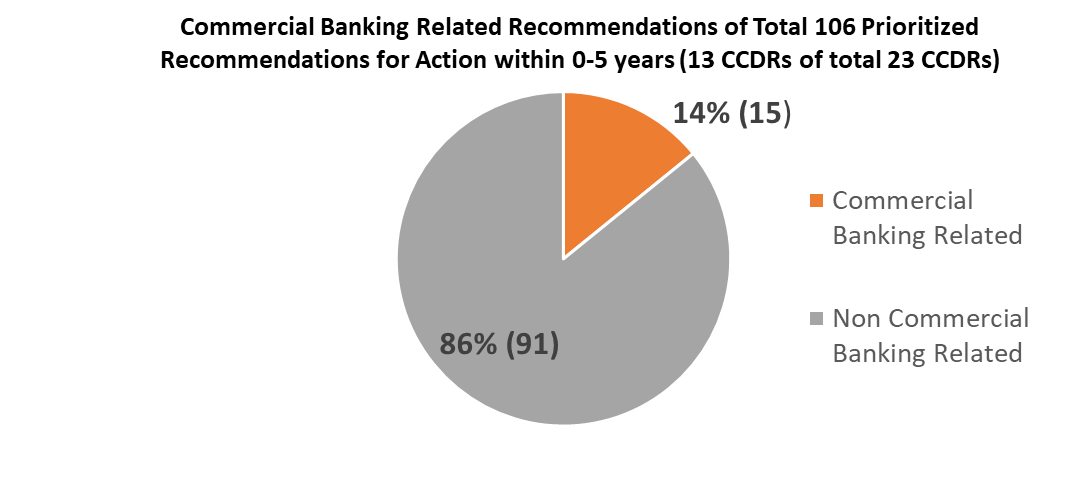 Commercial Banking Related Recommendations of Total 106 Prioritized
Recommendations for Action within 0-5 years (13 CCDRs of total 23 CCDRs)
14% (15)
Commercial
Banking Related
Non Commercial
Banking Related
86% (91)